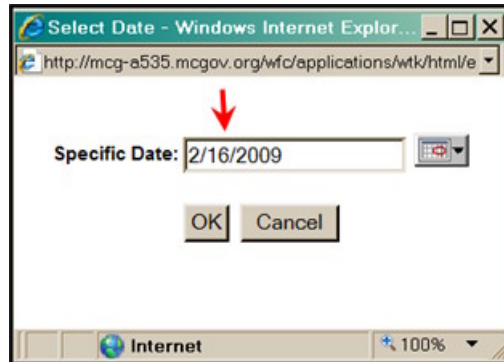 Select Date - Windows Internet Explor...
http://mcg-a535.mcgov.org/wfc/applications/wtk/html/e
Specific Date: 2/16/2009
OK Cancel
Internet 100%